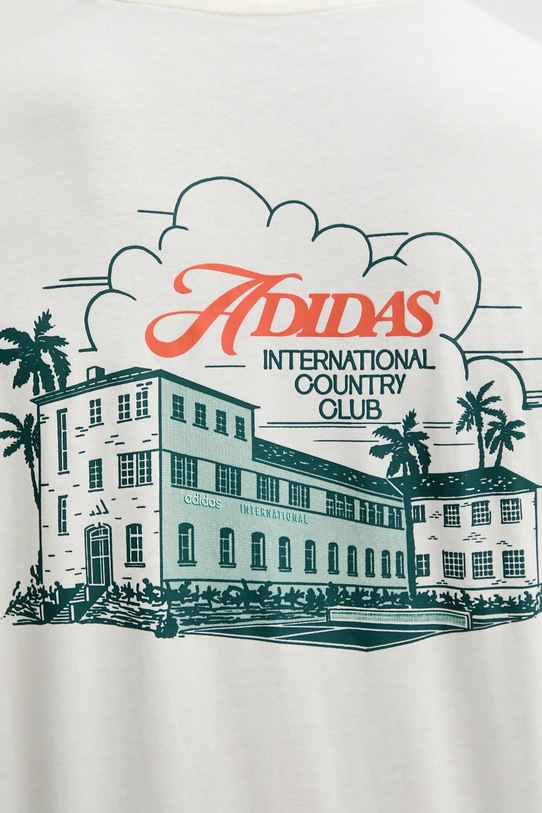 ADIDAS
INTERNATIONAL
COUNTRY
CLUB
adidas
INTERNATIONAL